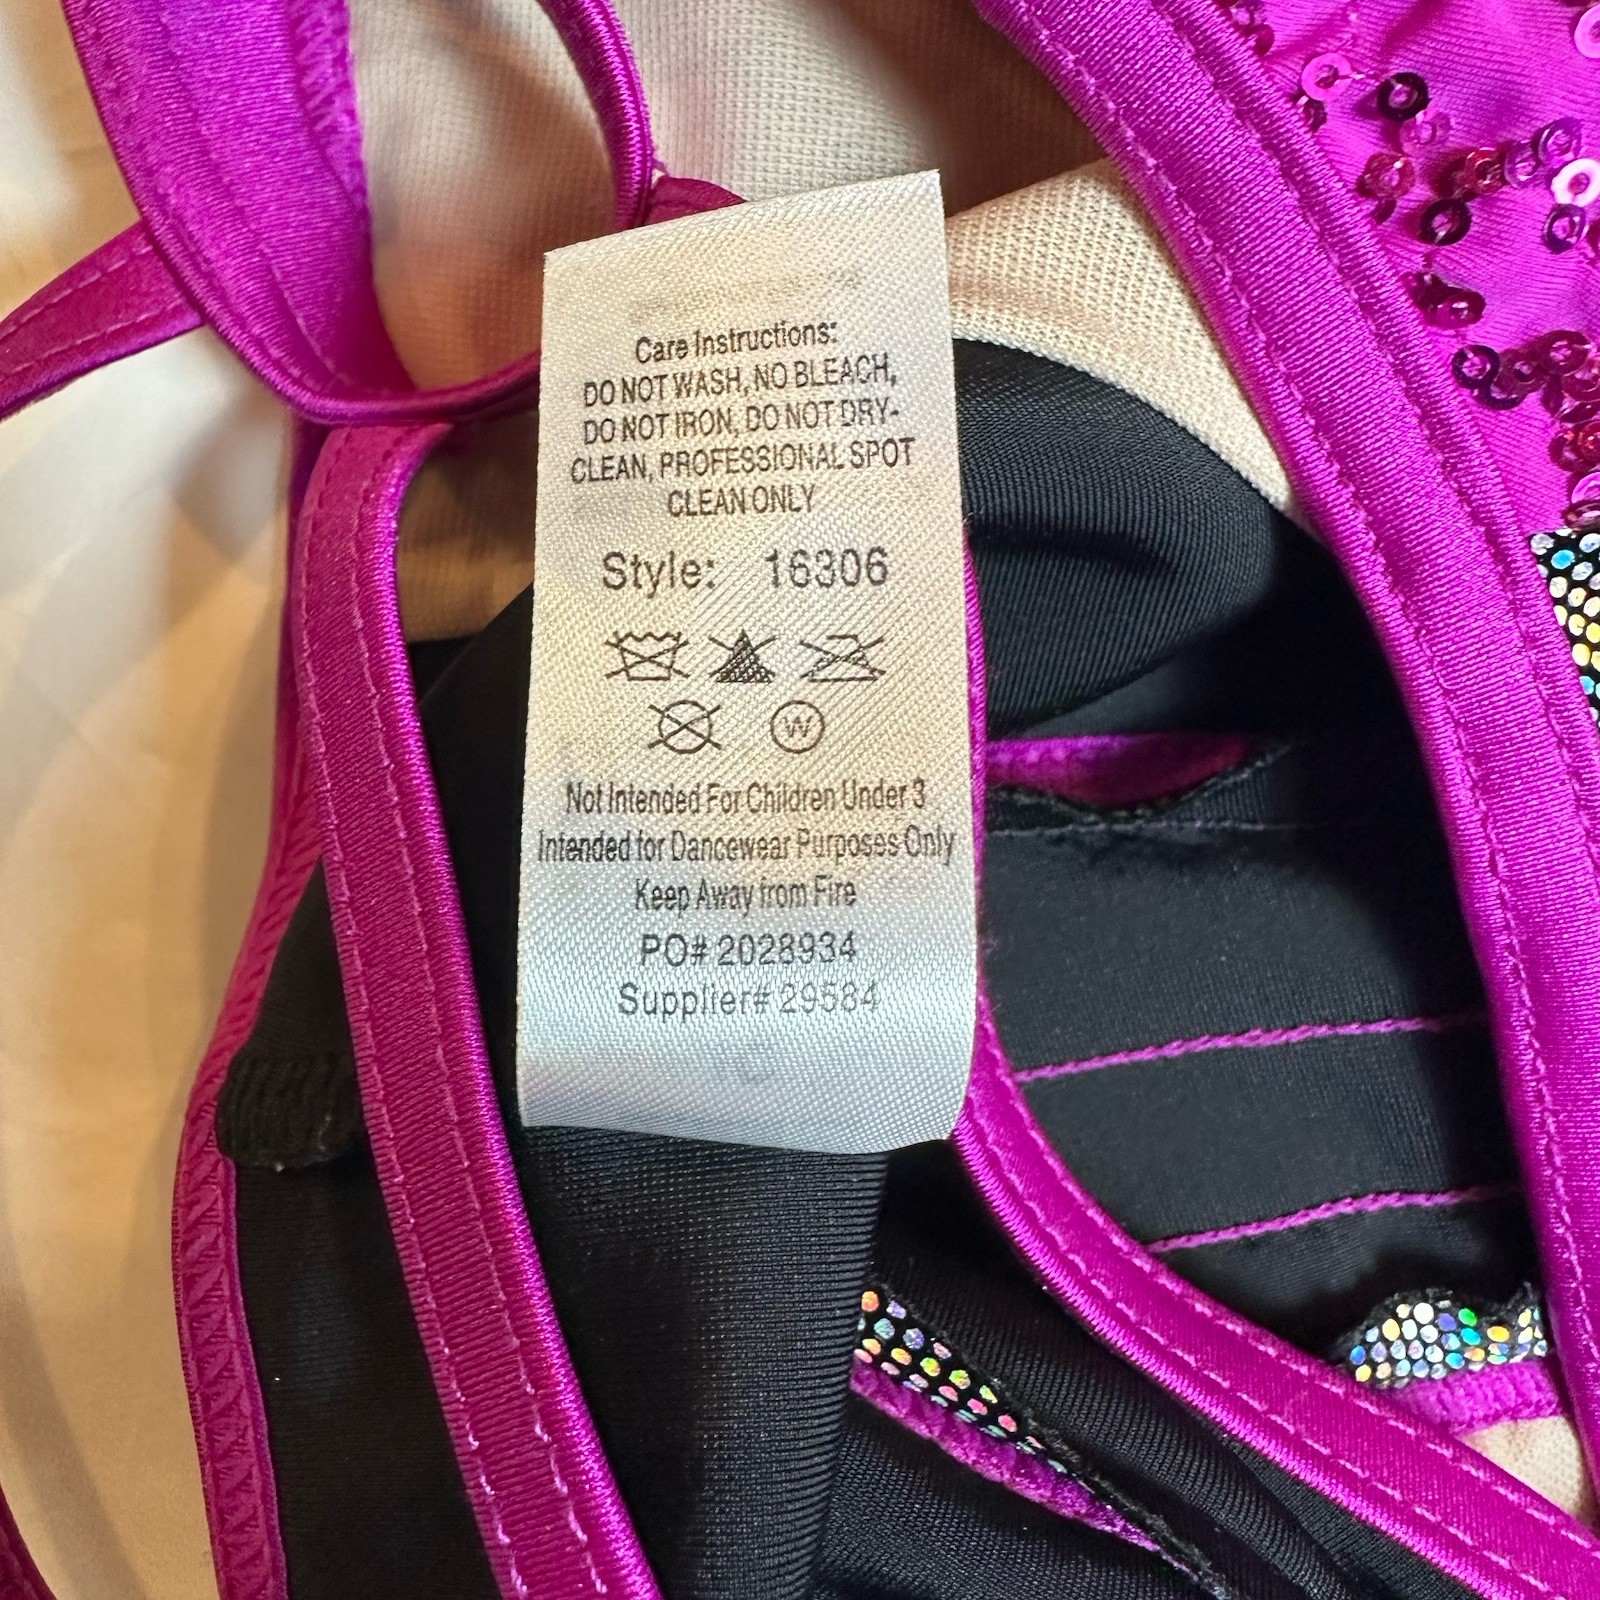 Care Instructions:
DO NOT WASH, NO BLEACH,
DO NOT IRON, DO NOT DRY-
CLEAN, PROFESSIONAL SPOT
CLEAN ONLY
Style: 16306
W
Not Intended For Children Under 3
Intended for Dancewear Purposes Only
Keep Away from Fire
PO# 2028934
Supplier# 29584